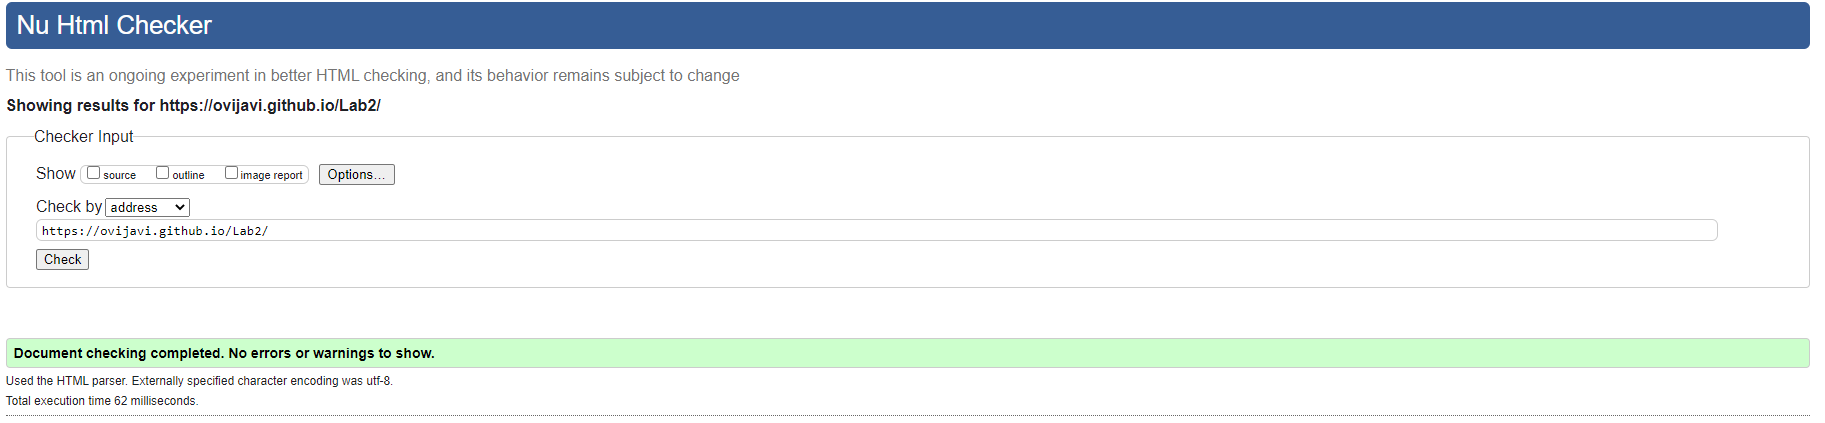 Nu Html Checker
This tool is an ongoing experiment in better HTML checking, and its behavior remains subject to change
Showing results for https://ovijavi.github.io/Lab2/
Checker Input
Show source outline image report Options...
Check by address
https://ovijavi.github.io/Lab2/
Check
Document checking completed. No errors or warnings to show.
Used the HTML parser. Externally specified character encoding was utf-8.
Total execution time 62 milliseconds.